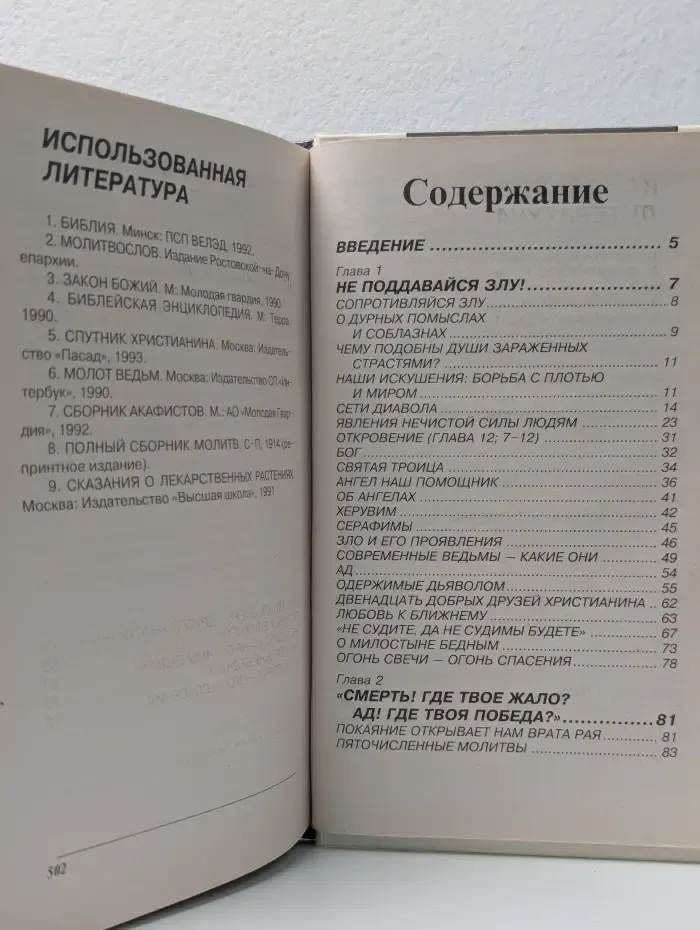 ИСПОЛЬЗОВАННАЯ
ЛИТЕРАТУРА
1. БИБЛИЯ. Минск: ПСП ВЕЛЭД, 1992.
2. МОЛИТВОСЛОВ. Издание Ростовской-на-Дону
епархии.
3. ЗАКОН БОЖИЙ. М: Молодая гвардия, 1990
4. БИБЛЕЙСКАЯ ЭНЦИКЛОПЕДИЯ. М: Терра
1990.
5. СПУТНИК ХРИСТИАНИНА. Москва: Издатель-
ство «Пасад», 1993.
6. МОЛОТ ВЕДЬМ. Москва: Издательство СП «Ин-
тербук», 1990.
7. СБОРНИК АКАФИСТОВ. М.: АО «Молодая Гвар-
дия», 1992.
8. ПОЛНЫЙ СБОРНИК МОЛИТВ. С-П, 1914 (ре-
принтное издание).
9. СКАЗАНИЯ О ЛЕКАРСТВЕННЫХ РАСТЕНИЯХ
Москва: Издательство «Высшая школа», 1991
302
Содержание
ВВЕДЕНИЕ ........................................ 5
Глава 1
НЕ ПОДДАВАЙСЯ ЗЛУ! ....................... 7
СОПРОТИВЛЯЙСЯ ЗЛУ............................ 8
О ДУРНЫХ ПОМЫСЛАХ
И СОБЛАЗНАХ .................................... 9
ЧЕМУ ПОДОБНЫ ДУШИ ЗАРАЖЕННЫХ
СТРАСТЯМИ? .................................... 11
НАШИ ИСКУШЕНИЯ: БОРЬБА С ПЛОТЬЮ
И МИРОМ ........................................ 11
СЕТИ ДИАВОЛА .................................. 14
ЯВЛЕНИЯ НЕЧИСТОЙ СИЛЫ ЛЮДЯМ ........... 23
ОТКРОВЕНИЕ (ГЛАВА 12; 7–12) ................. 31
БОГ ................................................ 32
СВЯТАЯ ТРОИЦА ................................. 34
АНГЕЛ НАШ ПОМОЩНИК ......................... 36
ОБ АНГЕЛАХ ...................................... 41
ХЕРУВИМ .......................................... 42
СЕРАФИМЫ ........................................ 45
ЗЛО И ЕГО ПРОЯВЛЕНИЯ ........................ 46
СОВРЕМЕННЫЕ ВЕДЬМЫ — КАКИЕ ОНИ ......... 49
АД ................................................. 54
ОДЕРЖИМЫЕ ДЬЯВОЛОМ ......................... 55
ДВЕНАДЦАТЬ ДОБРЫХ ДРУЗЕЙ ХРИСТИАНИНА .. 62
ЛЮБОВЬ К БЛИЖНЕМУ ........................... 63
«НЕ СУДИТЕ, ДА НЕ СУДИМЫ БУДЕТЕ» ........... 67
О МИЛОСТЫНЕ БЕДНЫМ .......................... 73
ОГОНЬ СВЕЧИ — ОГОНЬ СПАСЕНИЯ .............. 78
Глава 2
«СМЕРТЬ! ГДЕ ТВОЕ ЖАЛО?
АД! ГДЕ ТВОЯ ПОБЕДА?» .................. 81
ПОКАЯНИЕ ОТКРЫВАЕТ НАМ ВРАТА РАЯ ......... 81
ПЯТОЧИСЛЕННЫЕ МОЛИТВЫ ..................... 83